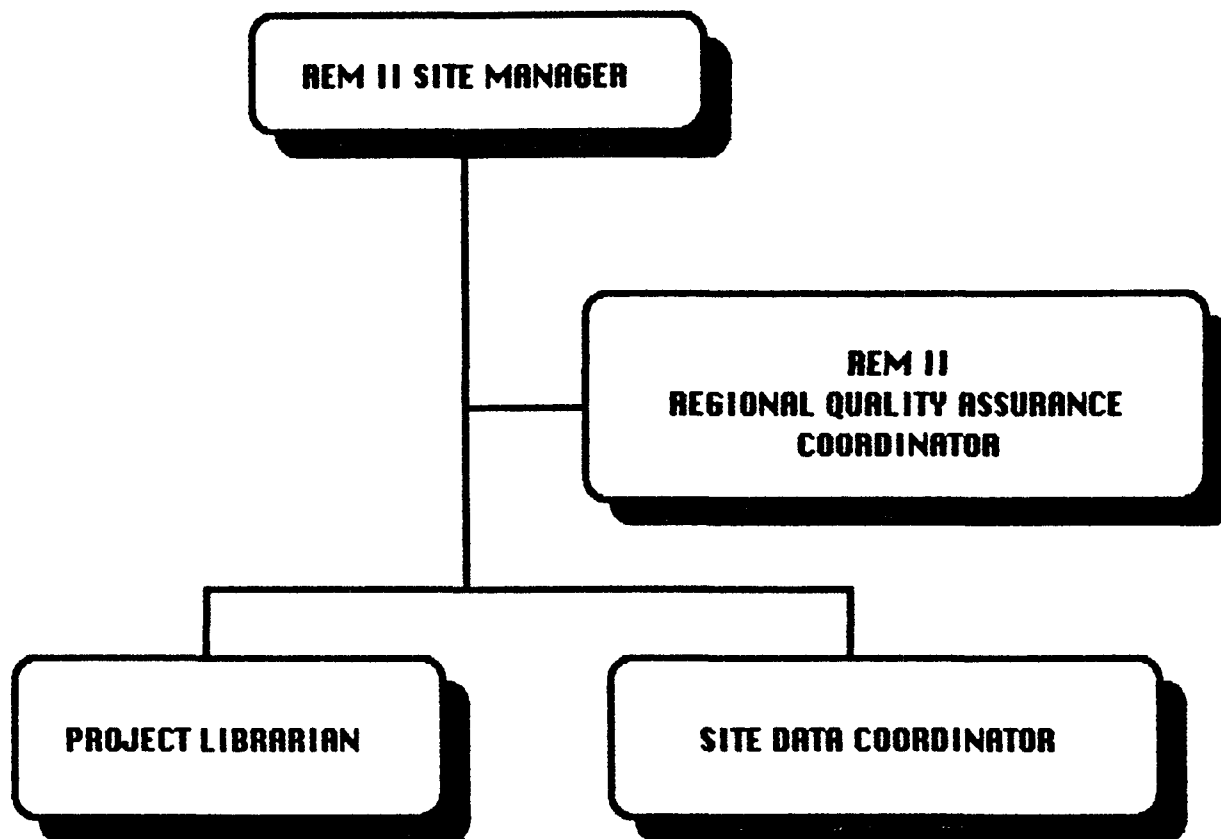 REM II SITE MANAGER
REM II
REGIONAL QUALITY ASSURANCE
COORDINATOR
PROJECT LIBRARIAN
SITE DATA COORDINATOR